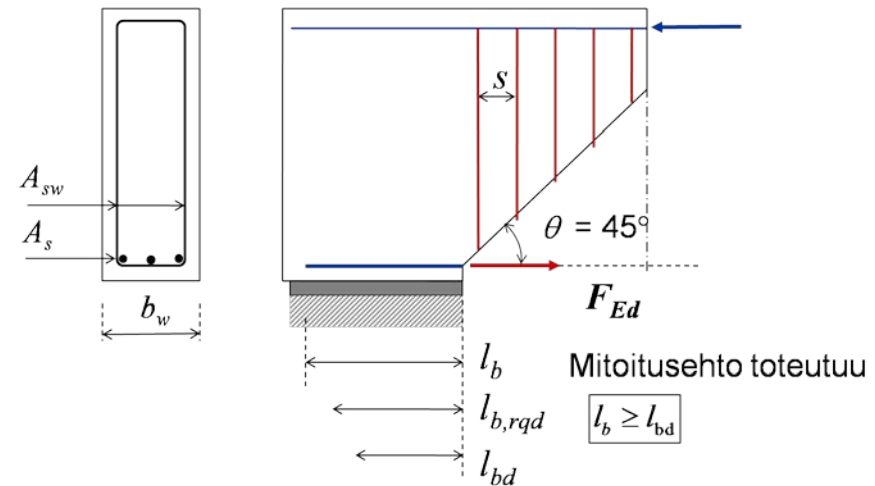 s
A_sw
A_s
θ = 45°
F_Ed
b_w
l_b
Mitoitusehto toteutuu
l_b,rqd
l_b ≥ l_bd
l_bd